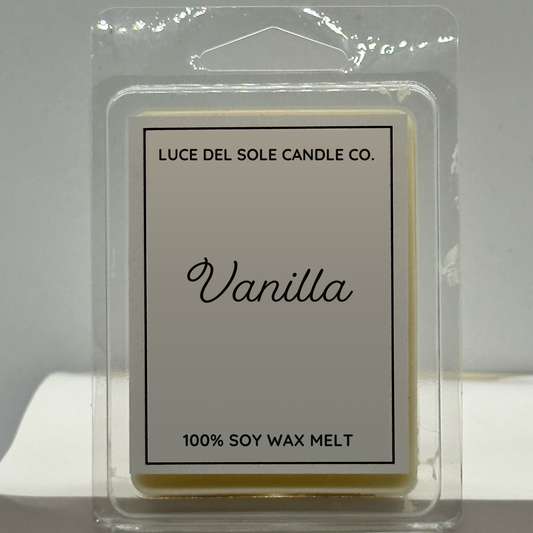 LUCE DEL SOLE CANDLE CO.
Vanilla
100% SOY WAX MELT